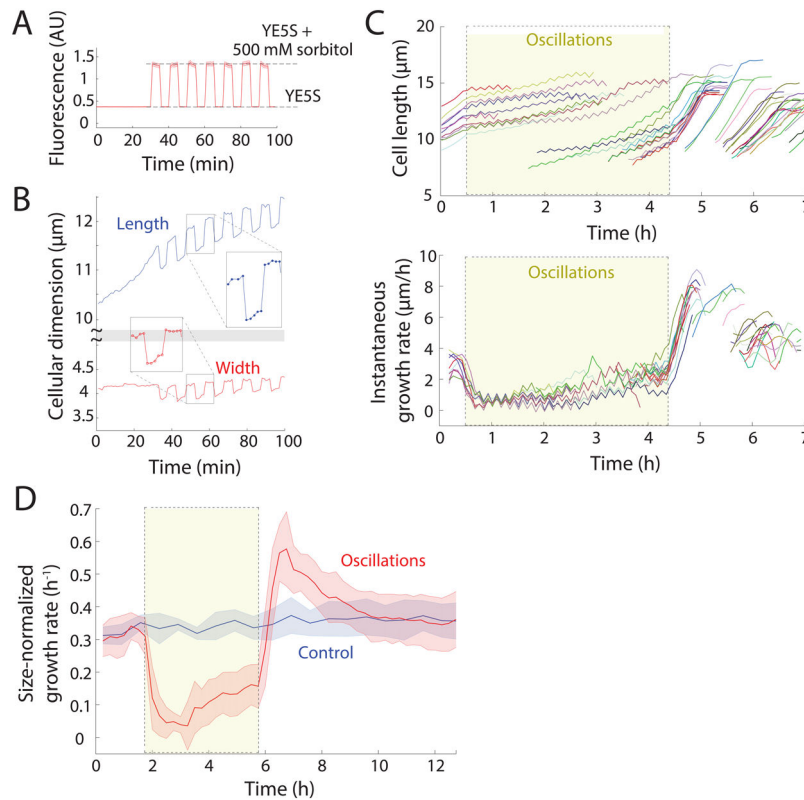 A
Fluorescence (AU)
1.5
1
0.5
0
YE5S +
500 mM sorbitol
YE5S
0 20 40 60 80 100
Time (min)
B
Cellular dimension (µm)
12
11
10
≈
4.5
4
3.5
Length
Width
0 20 40 60 80 100
Time (min)
C
Cell length (µm)
20
15
10
5
Oscillations
0 1 2 3 4 5 6 7
Time (h)
Instantaneous
growth rate (µm/h)
10
8
6
4
2
0
Oscillations
0 1 2 3 4 5 6 7
Time (h)
D
Size-normalized
growth rate (h⁻¹)
0.7
0.6
0.5
0.4
0.3
0.2
0.1
0
Oscillations
Control
0 2 4 6 8 10 12
Time (h)